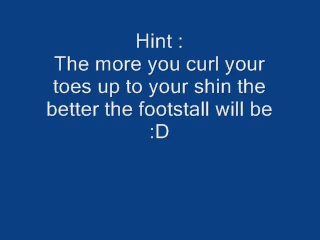 Hint :
The more you curl your
toes up to your shin the
better the footstall will be
:D